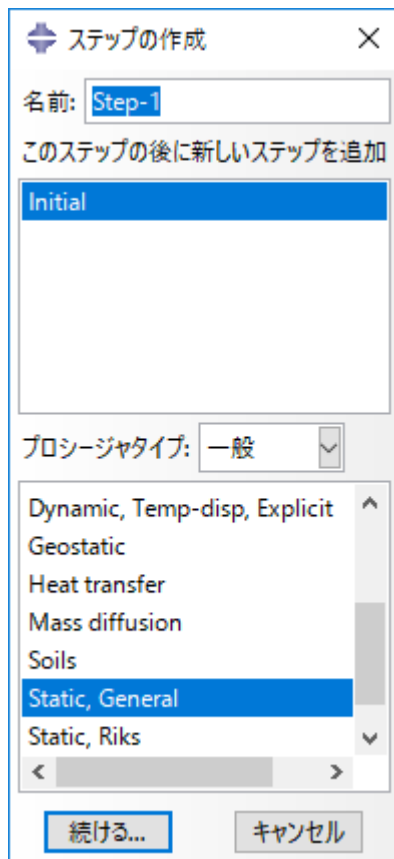 ステップの作成
名前: Step-1
このステップの後に新しいステップを追加
Initial
プロシージャタイプ: 一般
Dynamic, Temp-disp, Explicit
Geostatic
Heat transfer
Mass diffusion
Soils
Static, General
Static, Riks
続ける... キャンセル